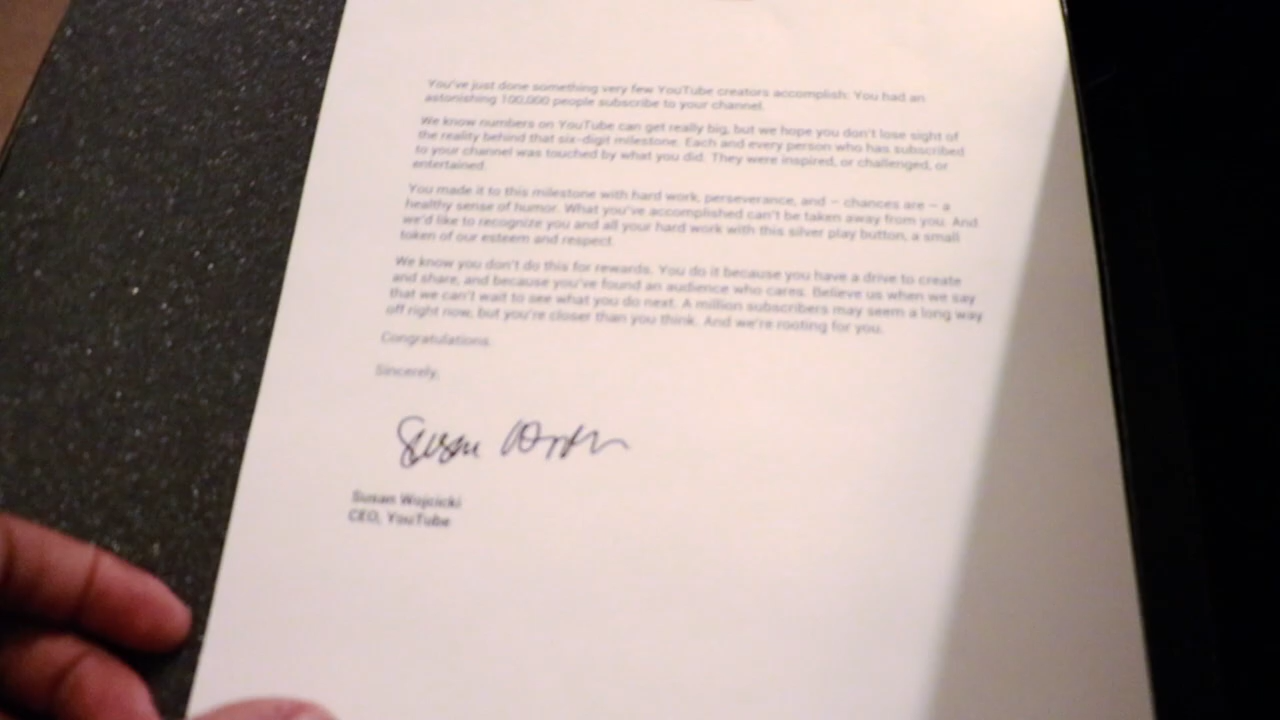 You've just done something very few YouTube creators accomplish: You had an
astonishing 100,000 people subscribe to your channel.
We know numbers on YouTube can get really big, but we hope you don't lose sight of
the reality behind that six-digit milestone. Each and every person who has subscribed
to your channel was touched by what you did. They were inspired, or challenged, or
entertained.
You made it to this milestone with hard work, perseverance, and – chances are – a
healthy sense of humor. What you've accomplished can't be taken away from you. And
we'd like to recognize you and all your hard work with this silver play button, a small
token of our esteem and respect.
We know you don't do this for rewards. You do it because you have a drive to create
and share, and because you've found an audience who cares. Believe us when we say
that we can't wait to see what you do next. A million subscribers may seem a long way
off right now, but you're closer than you think. And we're rooting for you.
Congratulations.
Sincerely,
Susan Wojcicki
CEO, YouTube